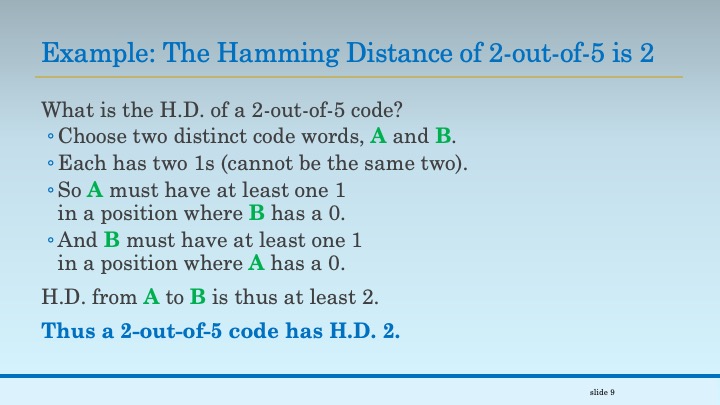 Example: The Hamming Distance of 2-out-of-5 is 2
What is the H.D. of a 2-out-of-5 code?
◦ Choose two distinct code words, A and B.
◦ Each has two 1s (cannot be the same two).
◦ So A must have at least one 1
in a position where B has a 0.
◦ And B must have at least one 1
in a position where A has a 0.
H.D. from A to B is thus at least 2.
Thus a 2-out-of-5 code has H.D. 2.
slide 9